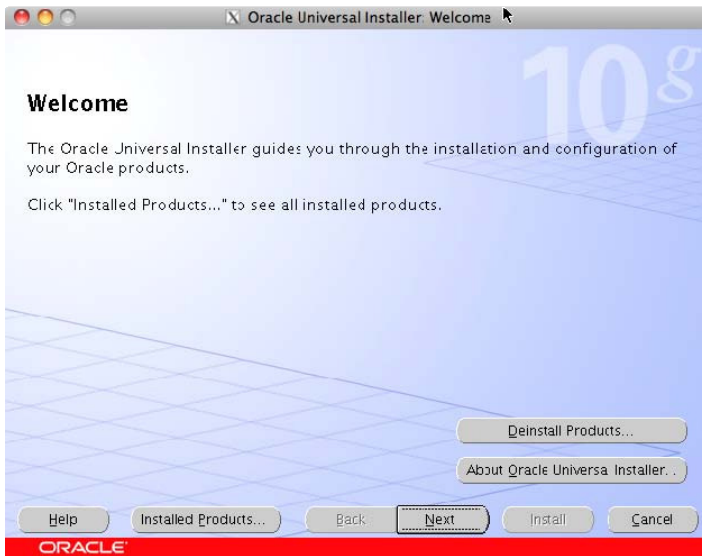 X Oracle Universal Installer: Welcome
10g
Welcome
The Oracle Universal Installer guides you through the installation and configuration of
your Oracle products.
Click "Installed Products..." to see all installed products.
Deinstall Products...
About Oracle Universal Installer...
Help
Installed Products...
Back
Next
Install
Cancel
ORACLE